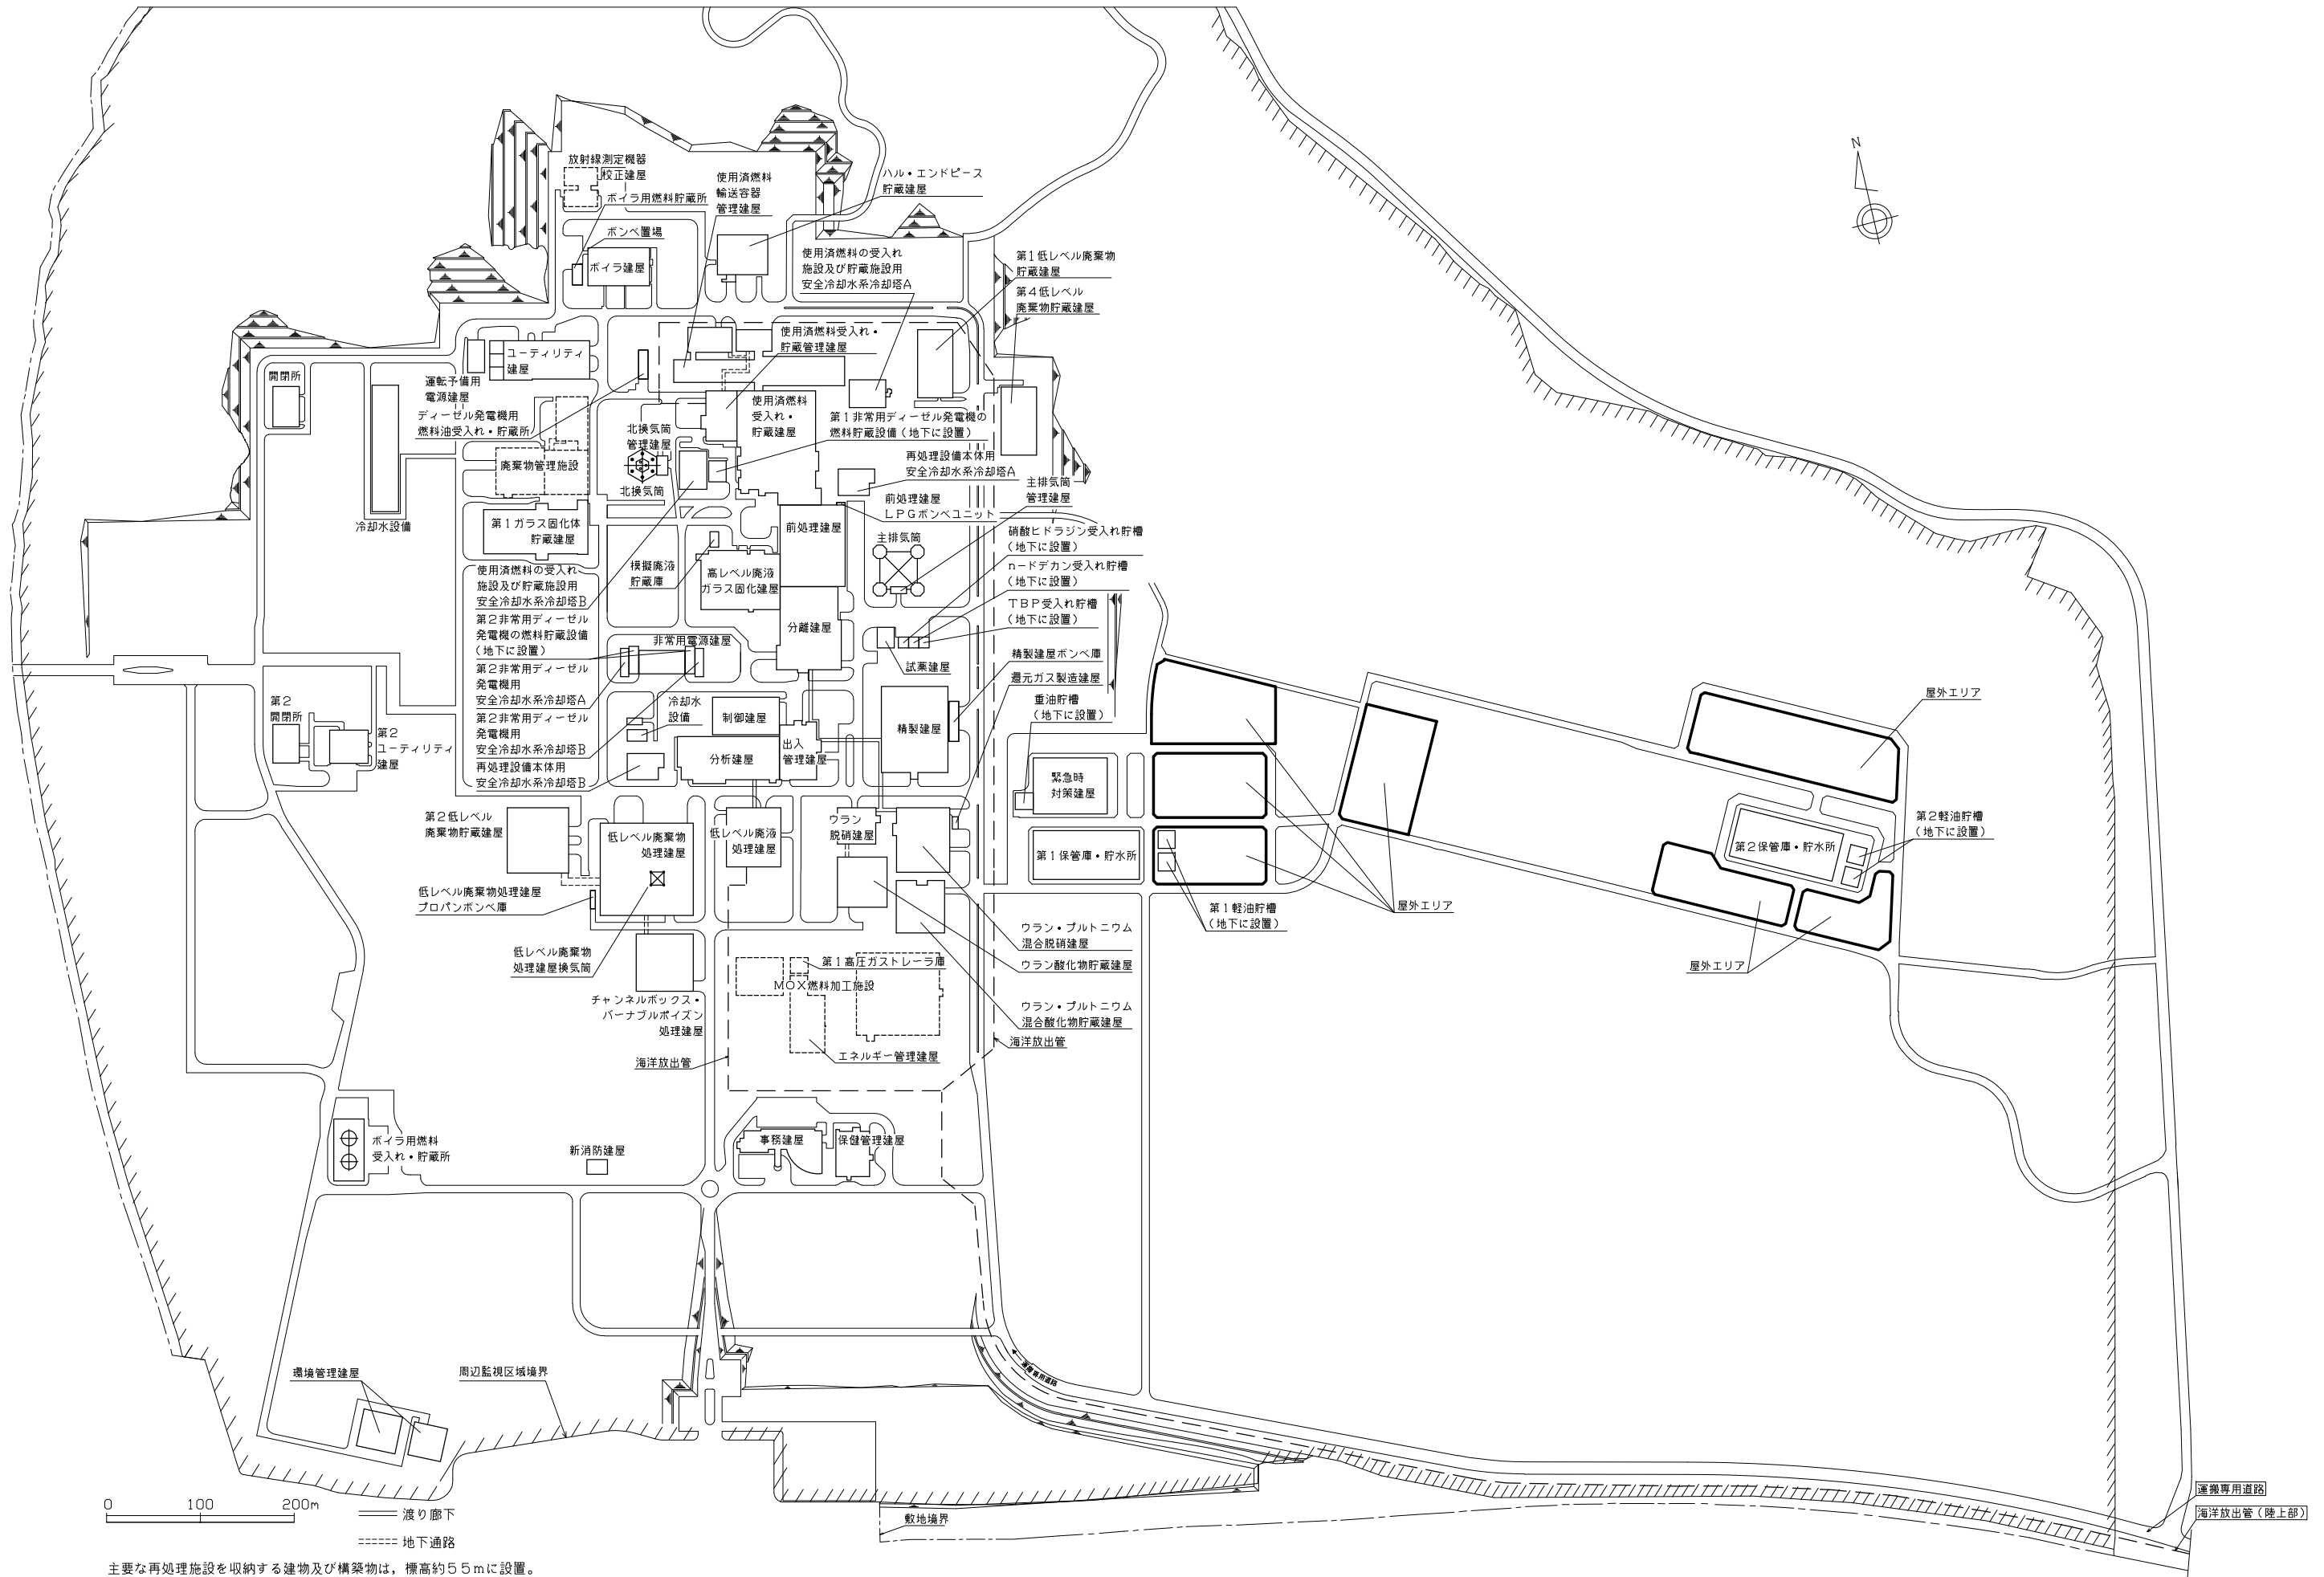 N
放射線測定機器
校正建屋
ボイラ用燃料貯蔵所
ボンベ置場
ボイラ建屋
使用済燃料
輸送容器
管理建屋
ハル・エンドピース
貯蔵建屋
使用済燃料の受入れ
施設及び貯蔵施設用
安全冷却水系冷却塔A
第1低レベル廃棄物
貯蔵建屋
第4低レベル
廃棄物貯蔵建屋
使用済燃料受入れ・
貯蔵管理建屋
ユーティリティ
建屋
開閉所
運転予備用
電源建屋
ディーゼル発電機用
燃料油受入れ・貯蔵所
使用済燃料
受入れ・
貯蔵建屋
第1非常用ディーゼル発電機の
燃料貯蔵設備(地下に設置)
北換気筒
管理建屋
北換気筒
廃棄物管理施設
再処理設備本体用
安全冷却水系冷却塔A
主排気筒
管理建屋
前処理建屋
LPGボンベユニット
冷却水設備
第1ガラス固化体
貯蔵建屋
前処理建屋
主排気筒
硝酸ヒドラジン受入れ貯槽
(地下に設置)
n-ドデカン受入れ貯槽
(地下に設置)
TBP受入れ貯槽
(地下に設置)
模擬廃液
貯蔵庫
高レベル廃液
ガラス固化建屋
使用済燃料の受入れ
施設及び貯蔵施設用
安全冷却水系冷却塔B
第2非常用ディーゼル
発電機の燃料貯蔵設備
(地下に設置)
第2非常用ディーゼル
発電機用
安全冷却水系冷却塔A
第2非常用ディーゼル
発電機用
安全冷却水系冷却塔B
再処理設備本体用
安全冷却水系冷却塔B
非常用電源建屋
分離建屋
試薬建屋
精製建屋ボンベ庫
還元ガス製造建屋
重油貯槽
(地下に設置)
冷却水
設備
制御建屋
分析建屋
出入
管理建屋
精製建屋
第2
開閉所
第2
ユーティリティ
建屋
緊急時
対策建屋
第1保管庫・貯水所
屋外エリア
第2保管庫・貯水所
第2軽油貯槽
(地下に設置)
第1軽油貯槽
(地下に設置)
屋外エリア
屋外エリア
第2低レベル
廃棄物貯蔵建屋
低レベル廃棄物
処理建屋
低レベル廃液
処理建屋
ウラン
脱硝建屋
低レベル廃棄物処理建屋
プロパンボンベ庫
低レベル廃棄物
処理建屋換気筒
チャンネルボックス・
バーナブルポイズン
処理建屋
ウラン・プルトニウム
混合脱硝建屋
ウラン酸化物貯蔵建屋
ウラン・プルトニウム
混合酸化物貯蔵建屋
第1高圧ガストレーラ庫
MOX燃料加工施設
エネルギー管理建屋
海洋放出管
海洋放出管
ボイラ用燃料
受入れ・貯蔵所
新消防建屋
事務建屋
保健管理建屋
運搬専用道路
環境管理建屋
周辺監視区域境界
敷地境界
運搬専用道路
海洋放出管(陸上部)
0 100 200m
渡り廊下
地下通路
主要な再処理施設を収納する建物及び構築物は，標高約55mに設置。